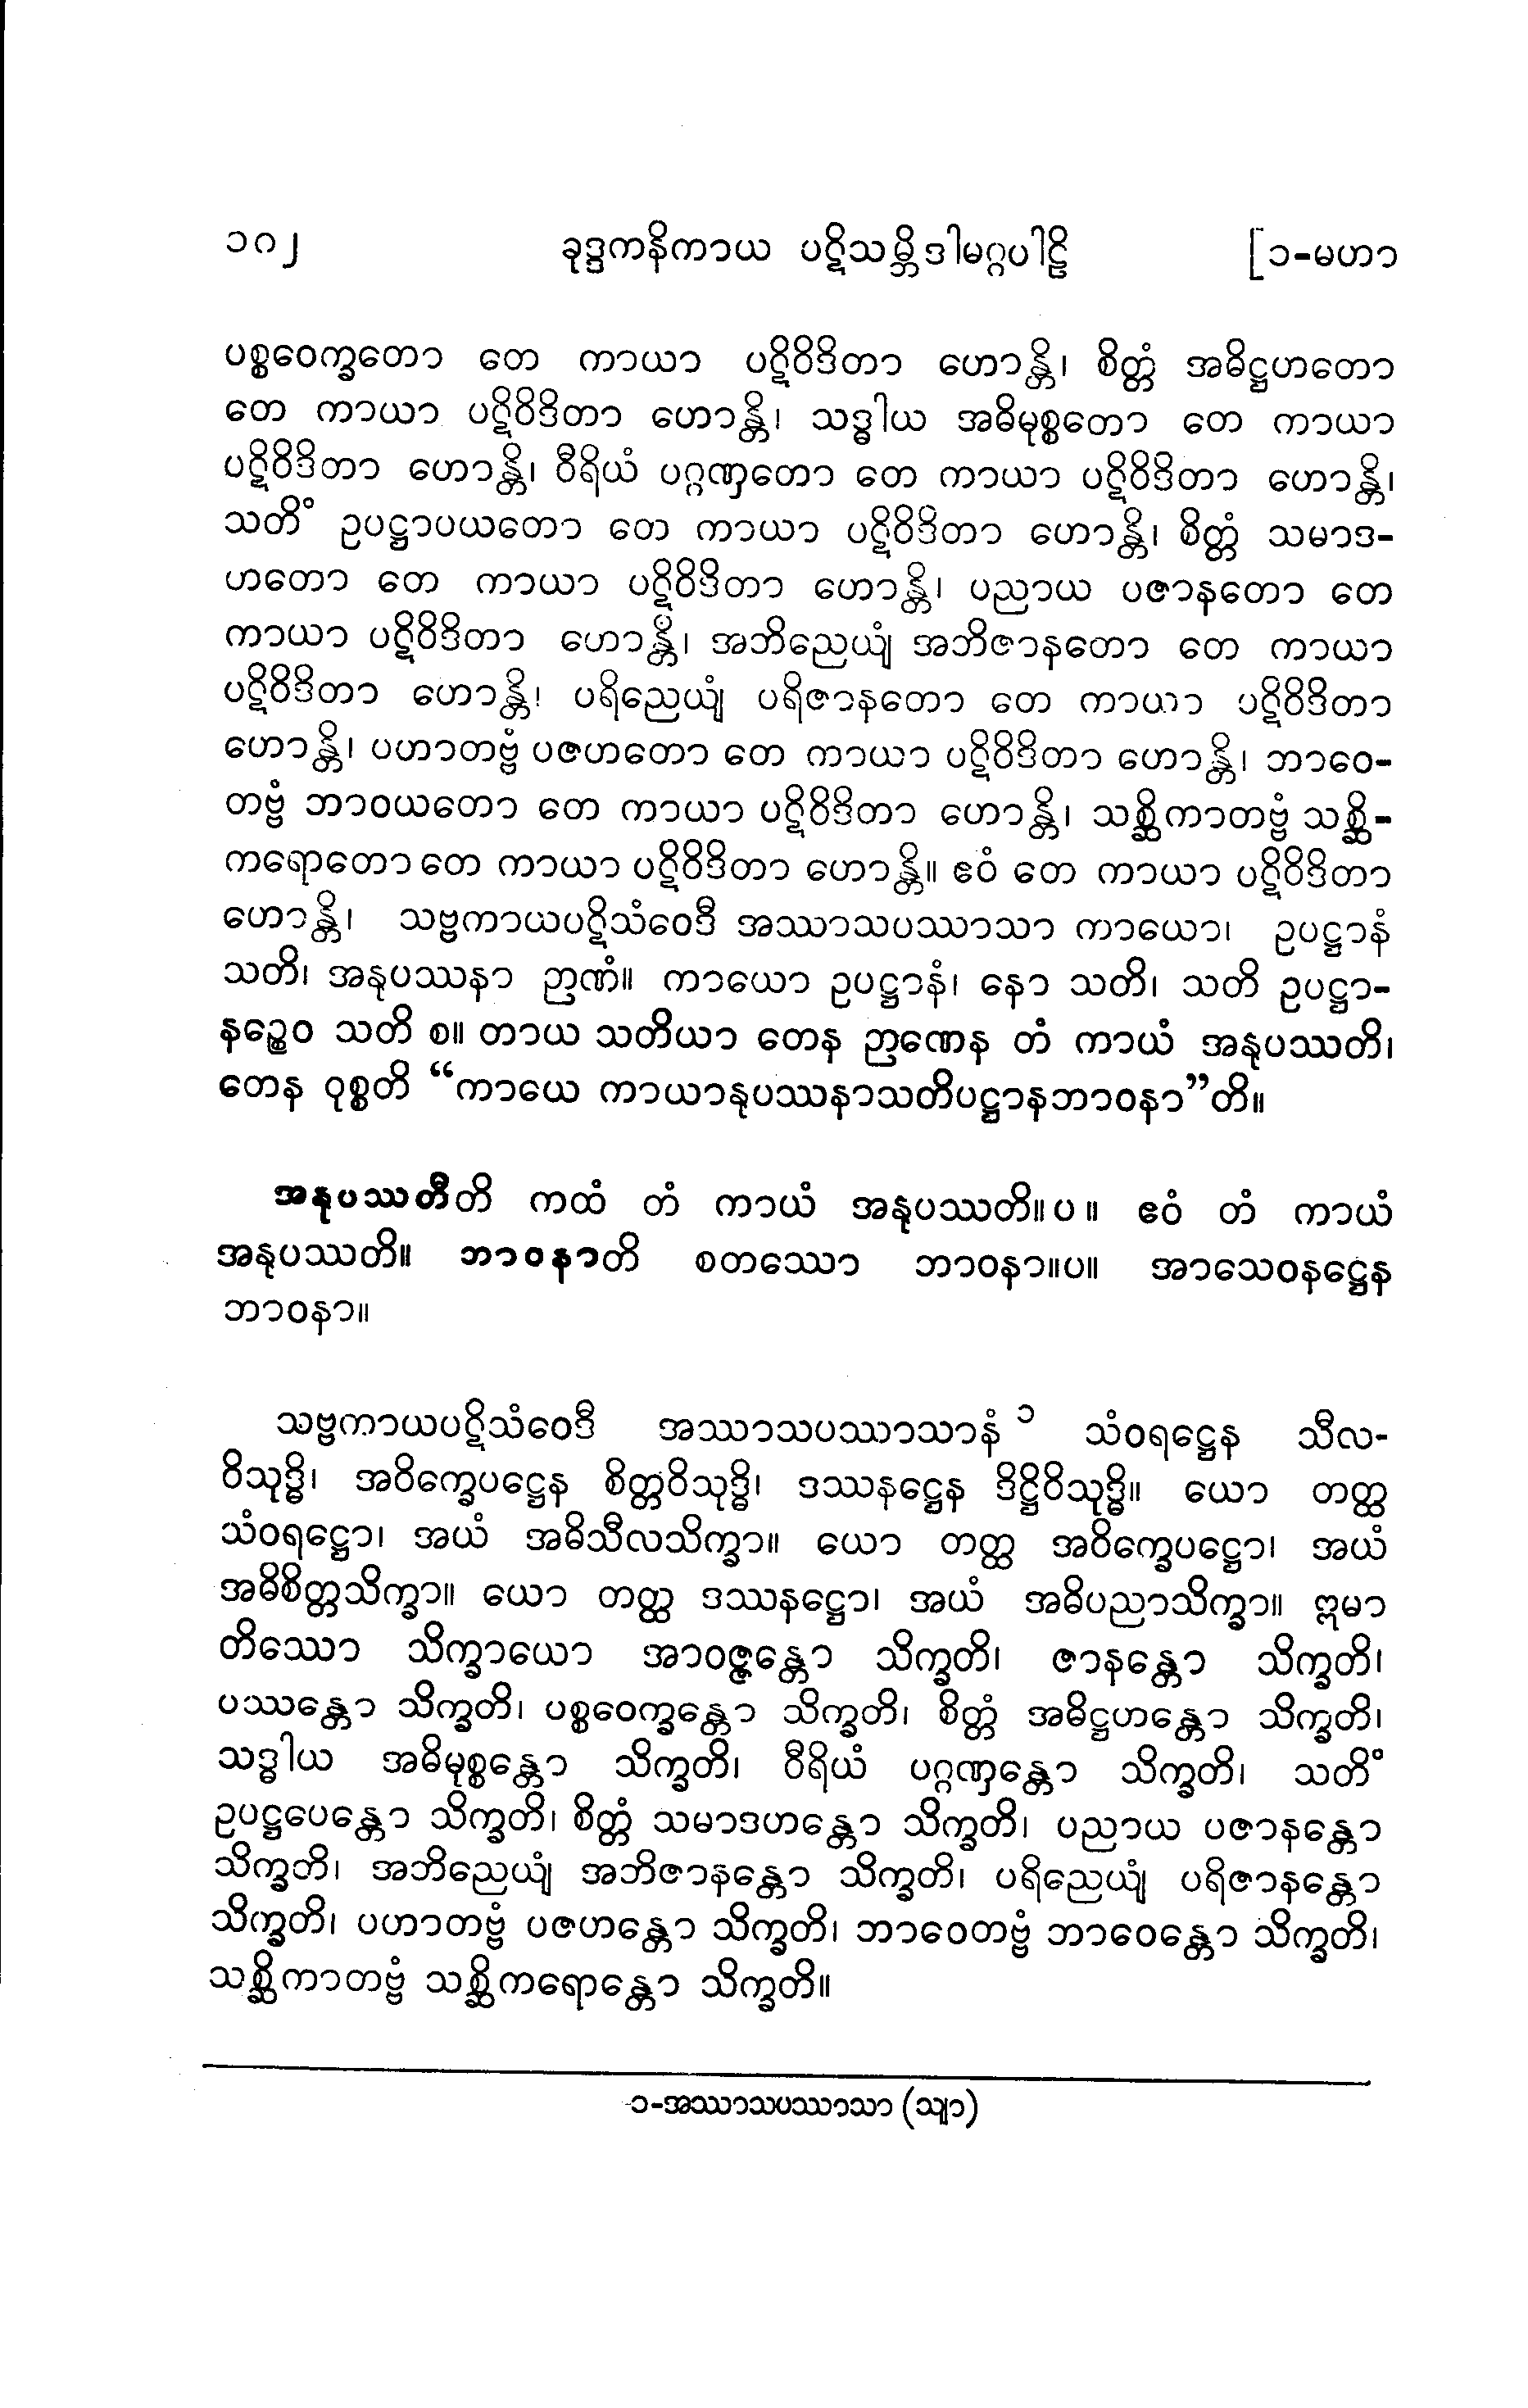 ၁၈၂ ခုဒ္ဒကနိကာယ ပဋိသမ္ဘိဒါမဂ္ဂပါဠိ [၁-မဟာ
ပစ္စဝေက္ခတော တေ ကာယာ ပဋိဝိဒိတာ ဟောန္တိ၊ စိတ္တံ အဓိဋ္ဌဟတော
တေ ကာယာ ပဋိဝိဒိတာ ဟောန္တိ၊ သဒ္ဓါယ အဓိမုစ္စတော တေ ကာယာ
ပဋိဝိဒိတာ ဟောန္တိ၊ ဝီရိယံ ပဂ္ဂဏှတော တေ ကာယာ ပဋိဝိဒိတာ ဟောန္တိ၊
သတိံ ဥပဋ္ဌာပယတော တေ ကာယာ ပဋိဝိဒိတာ ဟောန္တိ၊ စိတ္တံ သမာဒ-
ဟတော တေ ကာယာ ပဋိဝိဒိတာ ဟောန္တိ၊ ပညာယ ပဇာနတော တေ
ကာယာ ပဋိဝိဒိတာ ဟောန္တိ၊ အဘိညေယျံ အဘိဇာနတော တေ ကာယာ
ပဋိဝိဒိတာ ဟောန္တိ၊ ပရိညေယျံ ပရိဇာနတော တေ ကာယာ ပဋိဝိဒိတာ
ဟောန္တိ၊ ပဟာတဗ္ဗံ ပဇဟတော တေ ကာယာ ပဋိဝိဒိတာ ဟောန္တိ၊ ဘာဝေ-
တဗ္ဗံ ဘာဝယတော တေ ကာယာ ပဋိဝိဒိတာ ဟောန္တိ၊ သစ္ဆိကာတဗ္ဗံ သစ္ဆိ-
ကရောတော တေ ကာယာ ပဋိဝိဒိတာ ဟောန္တိ။ ဧဝံ တေ ကာယာ ပဋိဝိဒိတာ
ဟောန္တိ၊ သဗ္ဗကာယပဋိသံဝေဒီ အဿာသပဿာသာ ကာယော၊ ဥပဋ္ဌာနံ
သတိ၊ အနုပဿနာ ဉာဏံ။ ကာယော ဥပဋ္ဌာနံ၊ နော သတိ၊ သတိ ဥပဋ္ဌာ-
နဉ္စေဝ သတိ စ။ တာယ သတိယာ တေန ဉာဏေန တံ ကာယံ အနုပဿတိ၊
တေန ဝုစ္စတိ “ကာယေ ကာယာနုပဿနာသတိပဋ္ဌာနဘာဝနာ”တိ။
အနုပဿတီတိ ကထံ တံ ကာယံ အနုပဿတိ။ပ။ ဧဝံ တံ ကာယံ
အနုပဿတိ။ ဘာဝနာတိ စတဿော ဘာဝနာ။ပ။ အာသေဝနဋ္ဌေန
ဘာဝနာ။
သဗ္ဗကာယပဋိသံဝေဒီ အဿာသပဿာသာနံ ၁ သံဝရဋ္ဌေန သီလ-
ဝိသုဒ္ဓိ၊ အဝိက္ခေပဋ္ဌေန စိတ္တဝိသုဒ္ဓိ၊ ဒဿနဋ္ဌေန ဒိဋ္ဌိဝိသုဒ္ဓိ။ ယော တတ္ထ
သံဝရဋ္ဌော၊ အယံ အဓိသီလသိက္ခာ။ ယော တတ္ထ အဝိက္ခေပဋ္ဌော၊ အယံ
အဓိစိတ္တသိက္ခာ။ ယော တတ္ထ ဒဿနဋ္ဌော၊ အယံ အဓိပညာသိက္ခာ။ ဣမာ
တိဿော သိက္ခာယော အာဝဇ္ဇန္တော သိက္ခတိ၊ ဇာနန္တော သိက္ခတိ၊
ပဿန္တော သိက္ခတိ၊ ပစ္စဝေက္ခန္တော သိက္ခတိ၊ စိတ္တံ အဓိဋ္ဌဟန္တော သိက္ခတိ၊
သဒ္ဓါယ အဓိမုစ္စန္တော သိက္ခတိ၊ ဝီရိယံ ပဂ္ဂဏှန္တော သိက္ခတိ၊ သတိံ
ဥပဋ္ဌပေန္တော သိက္ခတိ၊ စိတ္တံ သမာဒဟန္တော သိက္ခတိ၊ ပညာယ ပဇာနန္တော
သိက္ခတိ၊ အဘိညေယျံ အဘိဇာနန္တော သိက္ခတိ၊ ပရိညေယျံ ပရိဇာနန္တော
သိက္ခတိ၊ ပဟာတဗ္ဗံ ပဇဟန္တော သိက္ခတိ၊ ဘာဝေတဗ္ဗံ ဘာဝေန္တော သိက္ခတိ၊
သစ္ဆိကာတဗ္ဗံ သစ္ဆိကရောန္တော သိက္ခတိ။
၁-အဿာသပဿာသာ (သျာ)